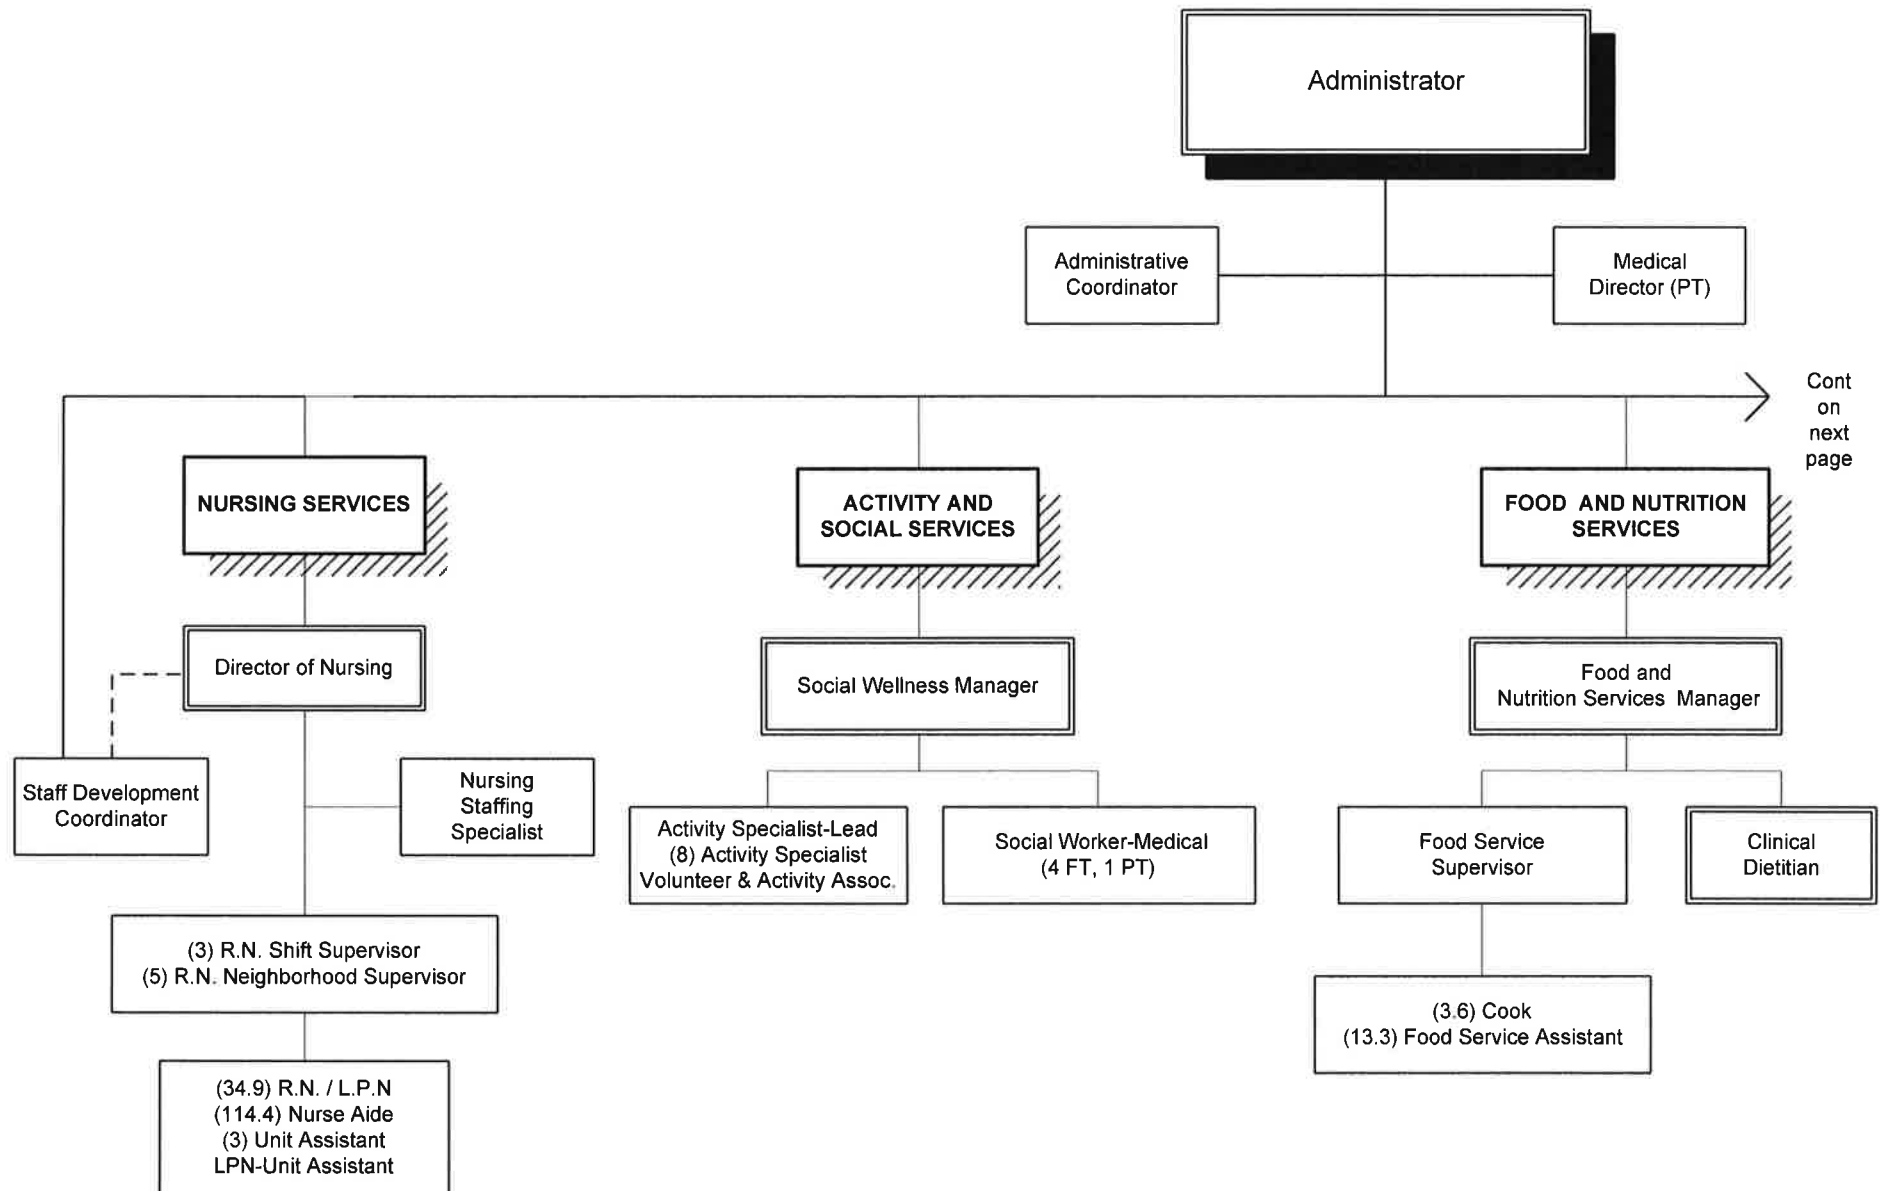 Administrator
Administrative
Coordinator
Medical
Director (PT)
Cont
on
next
page
NURSING SERVICES
ACTIVITY AND
SOCIAL SERVICES
FOOD AND NUTRITION
SERVICES
Director of Nursing
Social Wellness Manager
Food and
Nutrition Services Manager
Staff Development
Coordinator
Nursing
Staffing
Specialist
Activity Specialist-Lead
(8) Activity Specialist
Volunteer & Activity Assoc.
Social Worker-Medical
(4 FT, 1 PT)
Food Service
Supervisor
Clinical
Dietitian
(3) R.N. Shift Supervisor
(5) R.N. Neighborhood Supervisor
(3.6) Cook
(13.3) Food Service Assistant
(34.9) R.N. / L.P.N
(114.4) Nurse Aide
(3) Unit Assistant
LPN-Unit Assistant